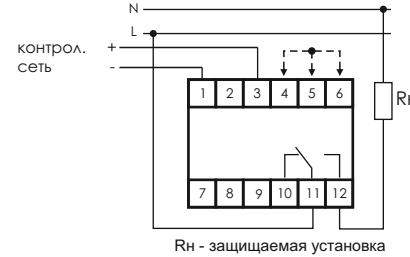 N
L
контрол. +
сеть -
1 2 3 4 5 6
Rн
7 8 9 10 11 12
Rн - защищаемая установка